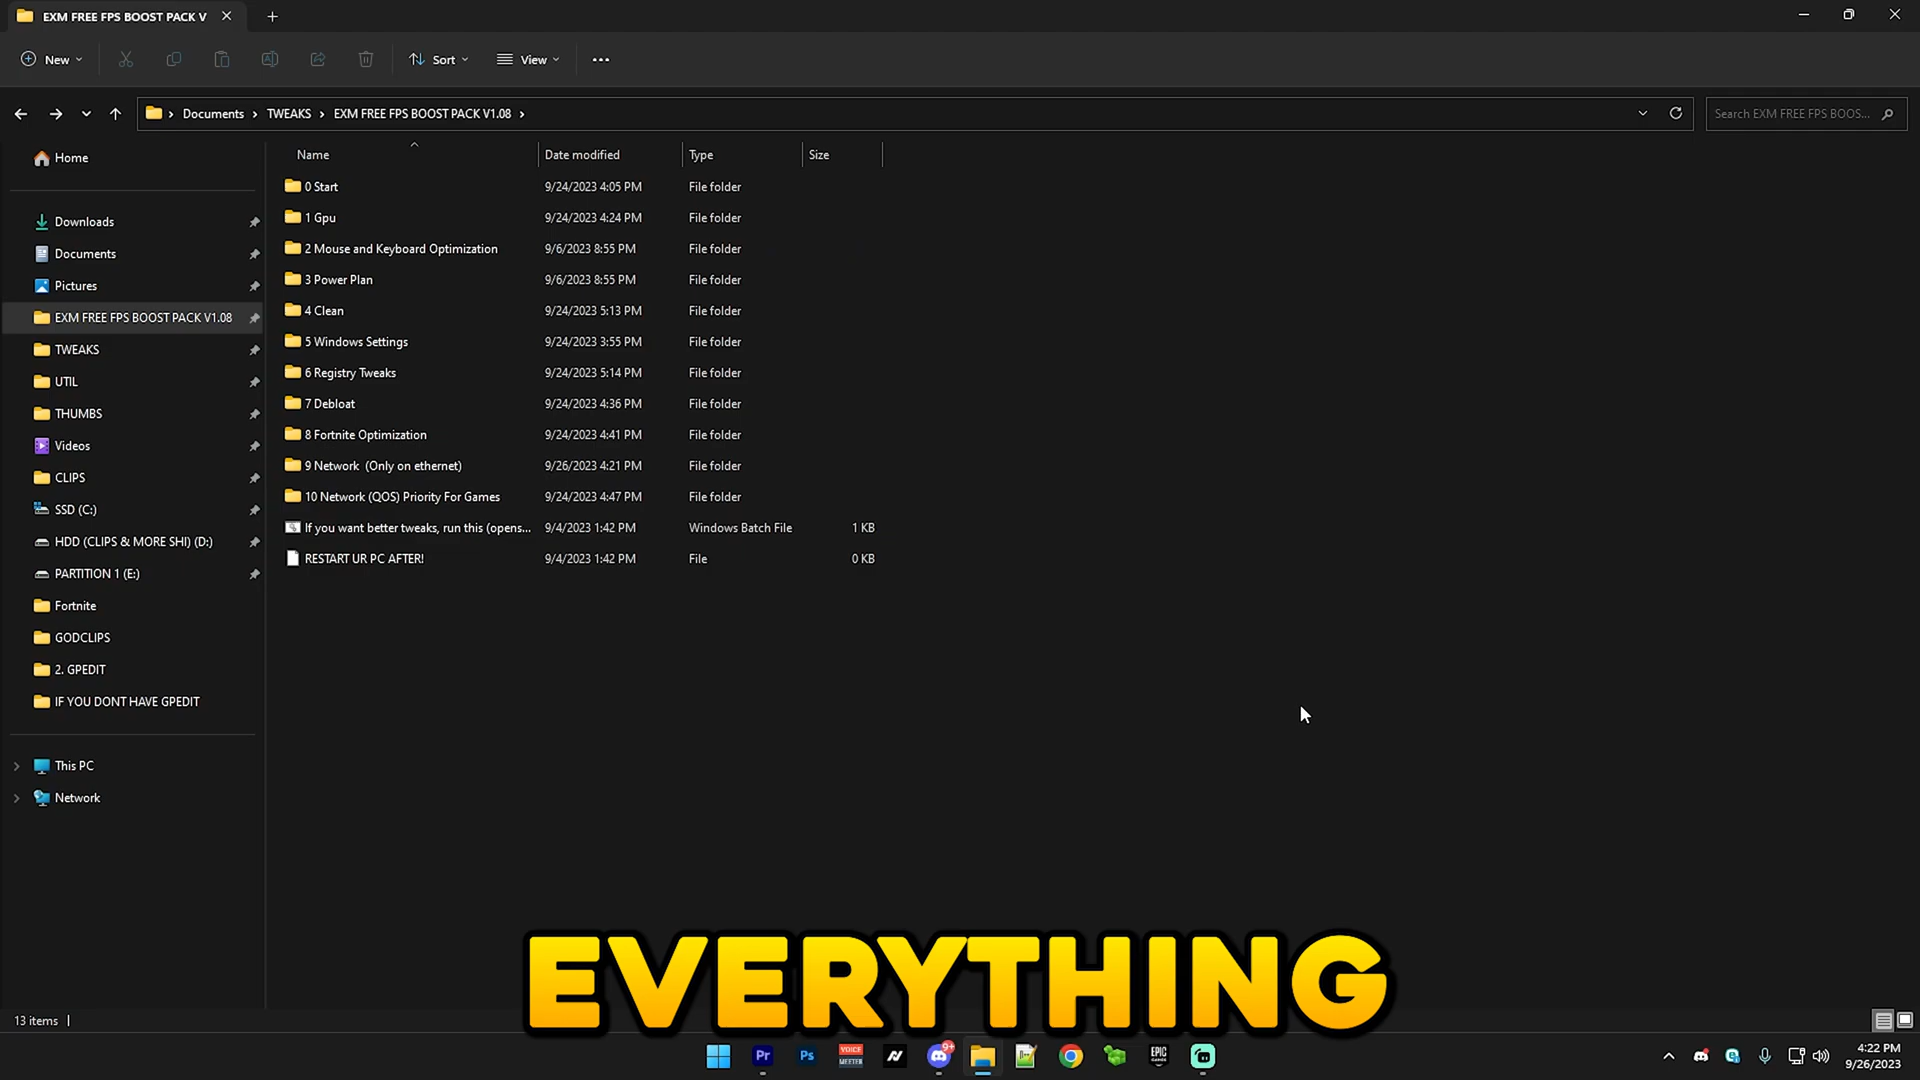 EXM FREE FPS BOOST PACK V
New
Sort
View
Documents > TWEAKS > EXM FREE FPS BOOST PACK V1.08 >
Search EXM FREE FPS BOOS...
Name Date modified Type Size
Home
Downloads
Documents
Pictures
EXM FREE FPS BOOST PACK V1.08
TWEAKS
UTIL
THUMBS
Videos
CLIPS
SSD (C:)
HDD (CLIPS & MORE SHI) (D:)
PARTITION 1 (E:)
Fortnite
GODCLIPS
2. GPEDIT
IF YOU DONT HAVE GPEDIT
This PC
Network
0 Start 9/24/2023 4:05 PM File folder
1 Gpu 9/24/2023 4:24 PM File folder
2 Mouse and Keyboard Optimization 9/6/2023 8:55 PM File folder
3 Power Plan 9/6/2023 8:55 PM File folder
4 Clean 9/24/2023 5:13 PM File folder
5 Windows Settings 9/24/2023 3:55 PM File folder
6 Registry Tweaks 9/24/2023 5:14 PM File folder
7 Debloat 9/24/2023 4:36 PM File folder
8 Fortnite Optimization 9/24/2023 4:41 PM File folder
9 Network (Only on ethernet) 9/26/2023 4:21 PM File folder
10 Network (QOS) Priority For Games 9/24/2023 4:47 PM File folder
If you want better tweaks, run this (opens... 9/4/2023 1:42 PM Windows Batch File 1 KB
RESTART UR PC AFTER! 9/4/2023 1:42 PM File 0 KB
EVERYTHING
13 items
Pr
Ps
VOICE
MEETER
9+
EPIC
GAMES
4:22 PM
9/26/2023